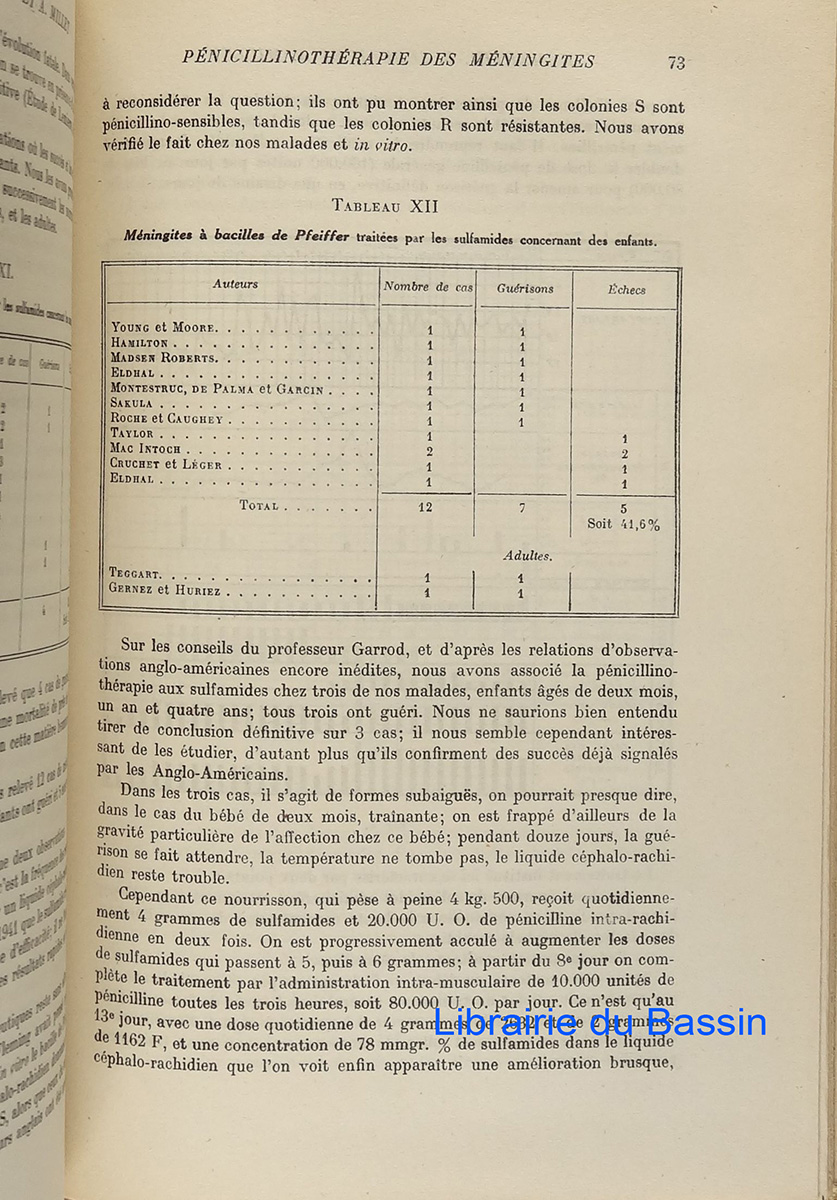 PÉNICILLINOTHÉRAPIE DES MÉNINGITES 73
à reconsidérer la question; ils ont pu montrer ainsi que les colonies S sont
pénicillino-sensibles, tandis que les colonies R sont résistantes. Nous avons
vérifié le fait chez nos malades et in vitro.
TABLEAU XII
Méningites à bacilles de Pfeiffer traitées par les sulfamides concernant des enfants.
Auteurs Nombre de cas Guérisons Échecs
YOUNG et MOORE. . . . . . . . . . . . 1 1
HAMILTON . . . . . . . . . . . . . . . 1 1
MADSEN ROBERTS. . . . . . . . . . . . 1 1
ELDHAL . . . . . . . . . . . . . . . . 1 1
MONTESTRUC, DE PALMA et GARCIN . . . . 1 1
SAKULA . . . . . . . . . . . . . . . . 1 1
ROCHE et CAUGHEY . . . . . . . . . . . 1 1
TAYLOR . . . . . . . . . . . . . . . . 1 1
MAC INTOCH . . . . . . . . . . . . . . 2 2
CRUCHET et LÉGER . . . . . . . . . . . 1 1
ELDHAL . . . . . . . . . . . . . . . . 1 1
TOTAL . . . . . . . 12 7 5
Soit 41,6%
Adultes.
TEGGART. . . . . . . . . . . . . . . . 1 1
GERNEZ et HURIEZ . . . . . . . . . . . 1 1
Sur les conseils du professeur Garrod, et d'après les relations d'observa-
tions anglo-américaines encore inédites, nous avons associé la pénicillino-
thérapie aux sulfamides chez trois de nos malades, enfants âgés de deux mois,
un an et quatre ans; tous trois ont guéri. Nous ne saurions bien entendu
tirer de conclusion définitive sur 3 cas; il nous semble cependant intéres-
sant de les étudier, d'autant plus qu'ils confirment des succès déjà signalés
par les Anglo-Américains.
Dans les trois cas, il s'agit de formes subaiguës, on pourrait presque dire,
dans le cas du bébé de deux mois, traînante; on est frappé d'ailleurs de la
gravité particulière de l'affection chez ce bébé; pendant douze jours, la gué-
rison se fait attendre, la température ne tombe pas, le liquide céphalo-rachi-
dien reste trouble.
Cependant ce nourrisson, qui pèse à peine 4 kg. 500, reçoit quotidienne-
ment 4 grammes de sulfamides et 20.000 U. O. de pénicilline intra-rachi-
dienne en deux fois. On est progressivement acculé à augmenter les doses
de sulfamides qui passent à 5, puis à 6 grammes; à partir du 8e jour on com-
plète le traitement par l'administration intra-musculaire de 10.000 unités de
pénicilline toutes les trois heures, soit 80.000 U. O. par jour. Ce n'est qu'au
13e jour, avec une dose quotidienne de 4 grammes de 2632 et de 2 grammes
de 1162 F, et une concentration de 78 mmgr. % de sulfamides dans le liquide
céphalo-rachidien que l'on voit enfin apparaître une amélioration brusque,
Librairie du Bassin